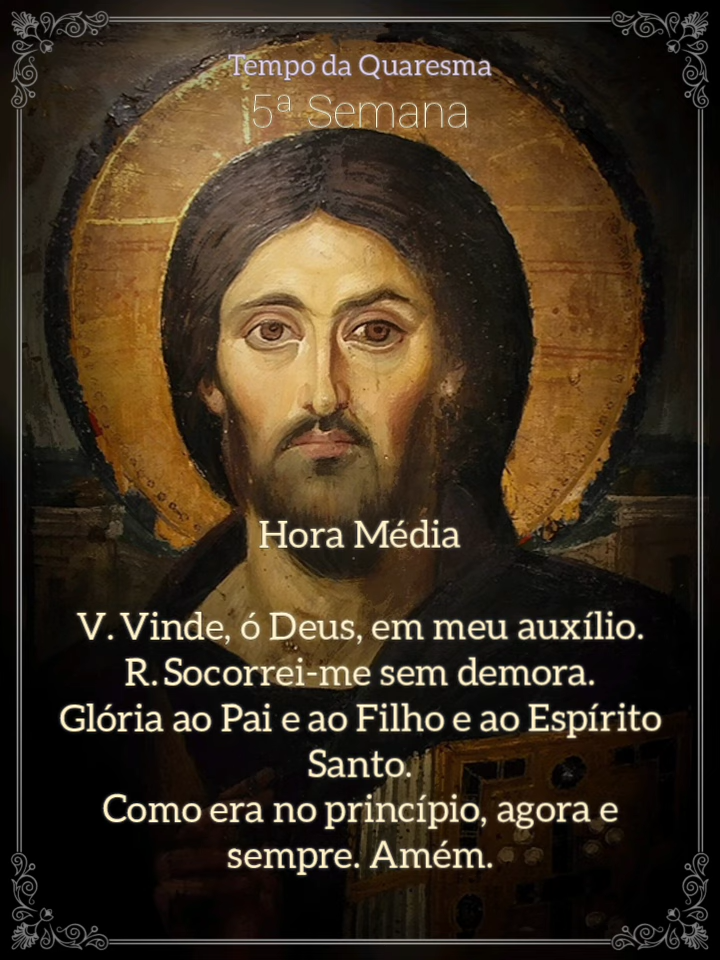 Tempo da Quaresma
5ª Semana
Hora Média
V. Vinde, ó Deus, em meu auxílio.
R. Socorrei-me sem demora.
Glória ao Pai e ao Filho e ao Espírito
Santo.
Como era no princípio, agora e
sempre. Amém.